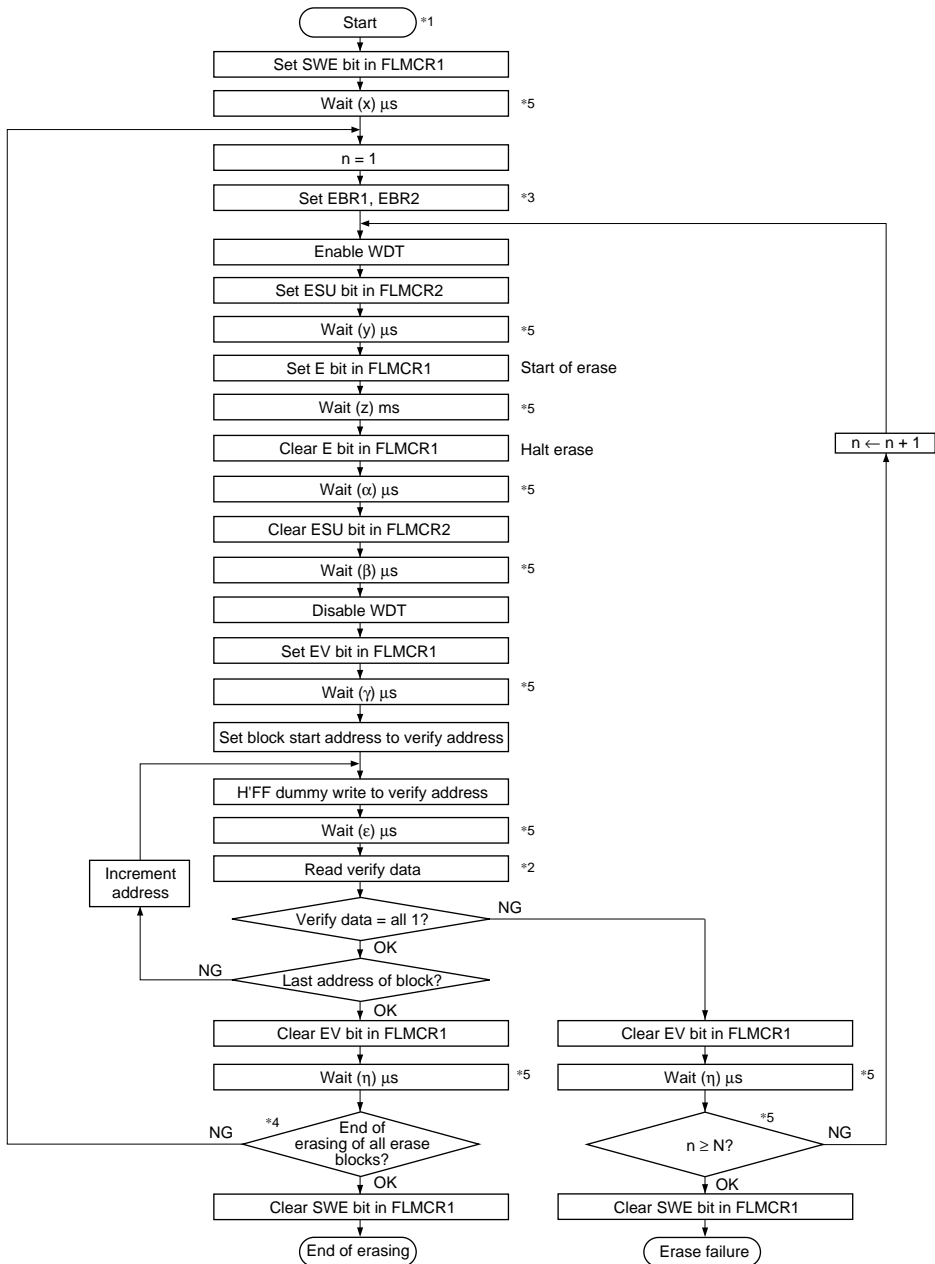 Start *1
Set SWE bit in FLMCR1
Wait (x) μs *5
n = 1
Set EBR1, EBR2 *3
Enable WDT
Set ESU bit in FLMCR2
Wait (y) μs *5
Set E bit in FLMCR1 Start of erase
Wait (z) ms *5
n ← n + 1
Clear E bit in FLMCR1 Halt erase
Wait (α) μs *5
Clear ESU bit in FLMCR2
Wait (β) μs *5
Disable WDT
Set EV bit in FLMCR1
Wait (γ) μs *5
Set block start address to verify address
H'FF dummy write to verify address
Wait (ε) μs *5
Increment
address
Read verify data *2
Verify data = all 1? NG
OK
NG Last address of block?
OK
Clear EV bit in FLMCR1 Clear EV bit in FLMCR1
Wait (η) μs *5 Wait (η) μs *5
NG *4 End of
erasing of all erase
blocks?
*5 n ≥ N? NG
OK OK
Clear SWE bit in FLMCR1 Clear SWE bit in FLMCR1
End of erasing Erase failure